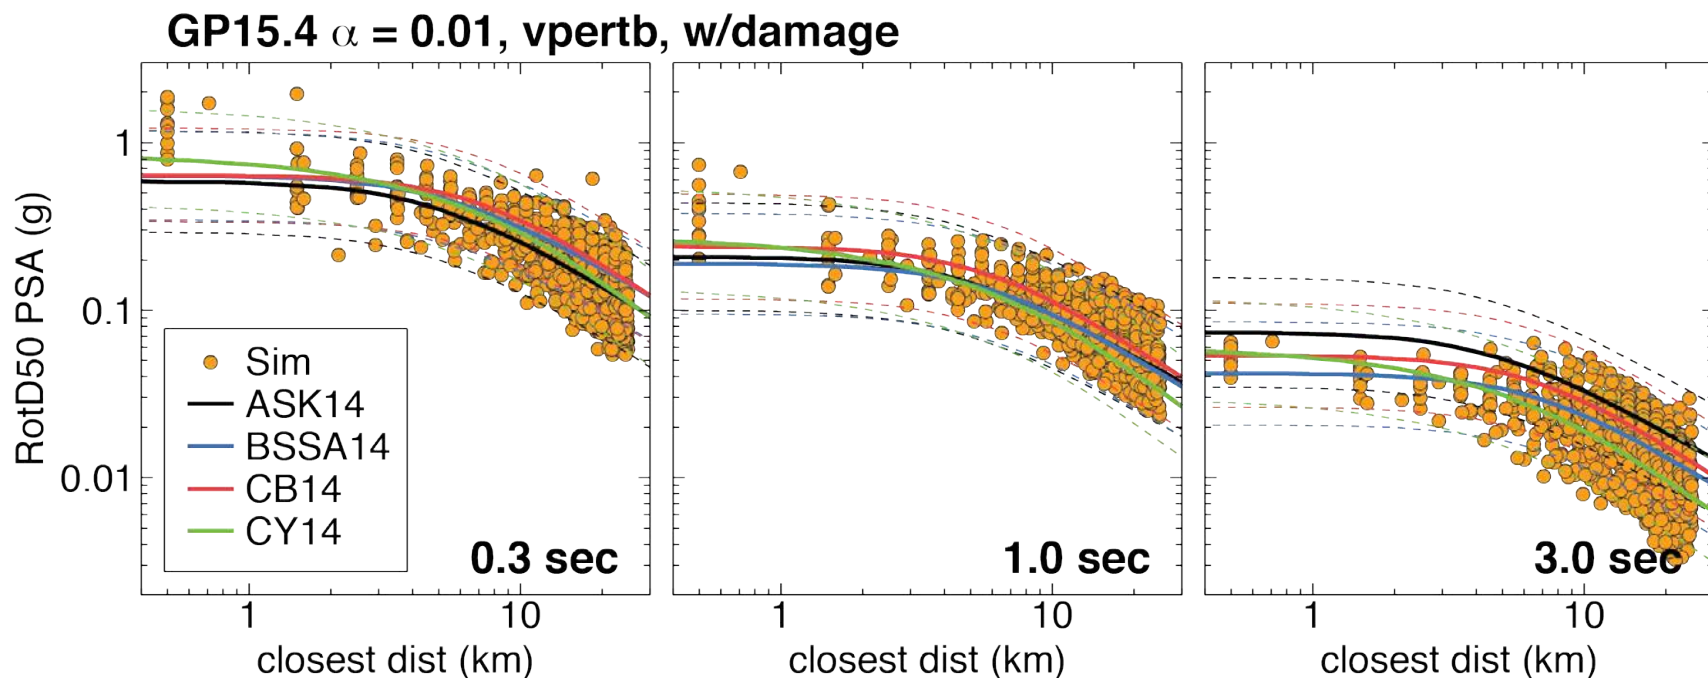 GP15.4 α = 0.01, vpertb, w/damage
RotD50 PSA (g)
1
0.1
0.01
Sim
ASK14
BSSA14
CB14
CY14
0.3 sec
1.0 sec
3.0 sec
1 10
1 10
1 10
closest dist (km)
closest dist (km)
closest dist (km)